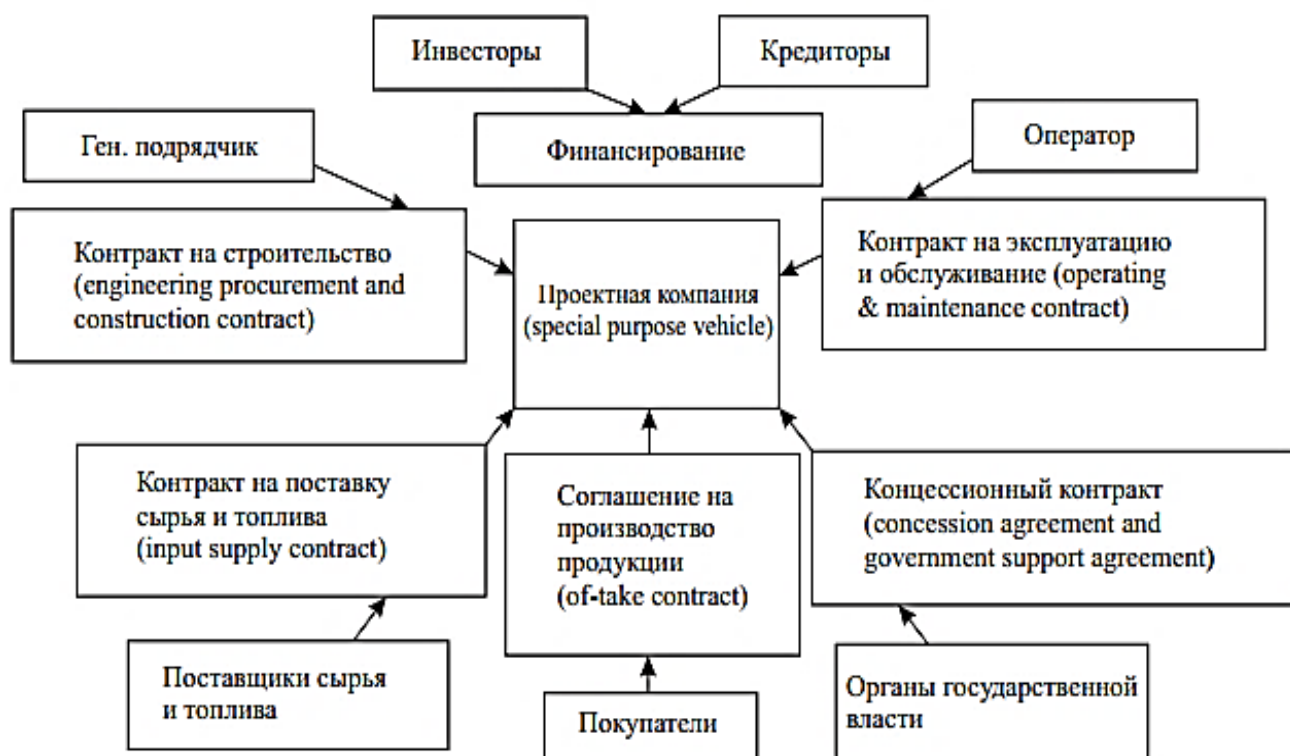 Инвесторы
Кредиторы
Ген. подрядчик
Финансирование
Оператор
Контракт на строительство
(engineering procurement and
construction contract)
Проектная компания
(special purpose vehicle)
Контракт на эксплуатацию
и обслуживание (operating
& maintenance contract)
Контракт на поставку
сырья и топлива
(input supply contract)
Соглашение на
производство
продукции
(of-take contract)
Концессионный контракт
(concession agreement and
government support agreement)
Поставщики сырья
и топлива
Покупатели
Органы государственной
власти